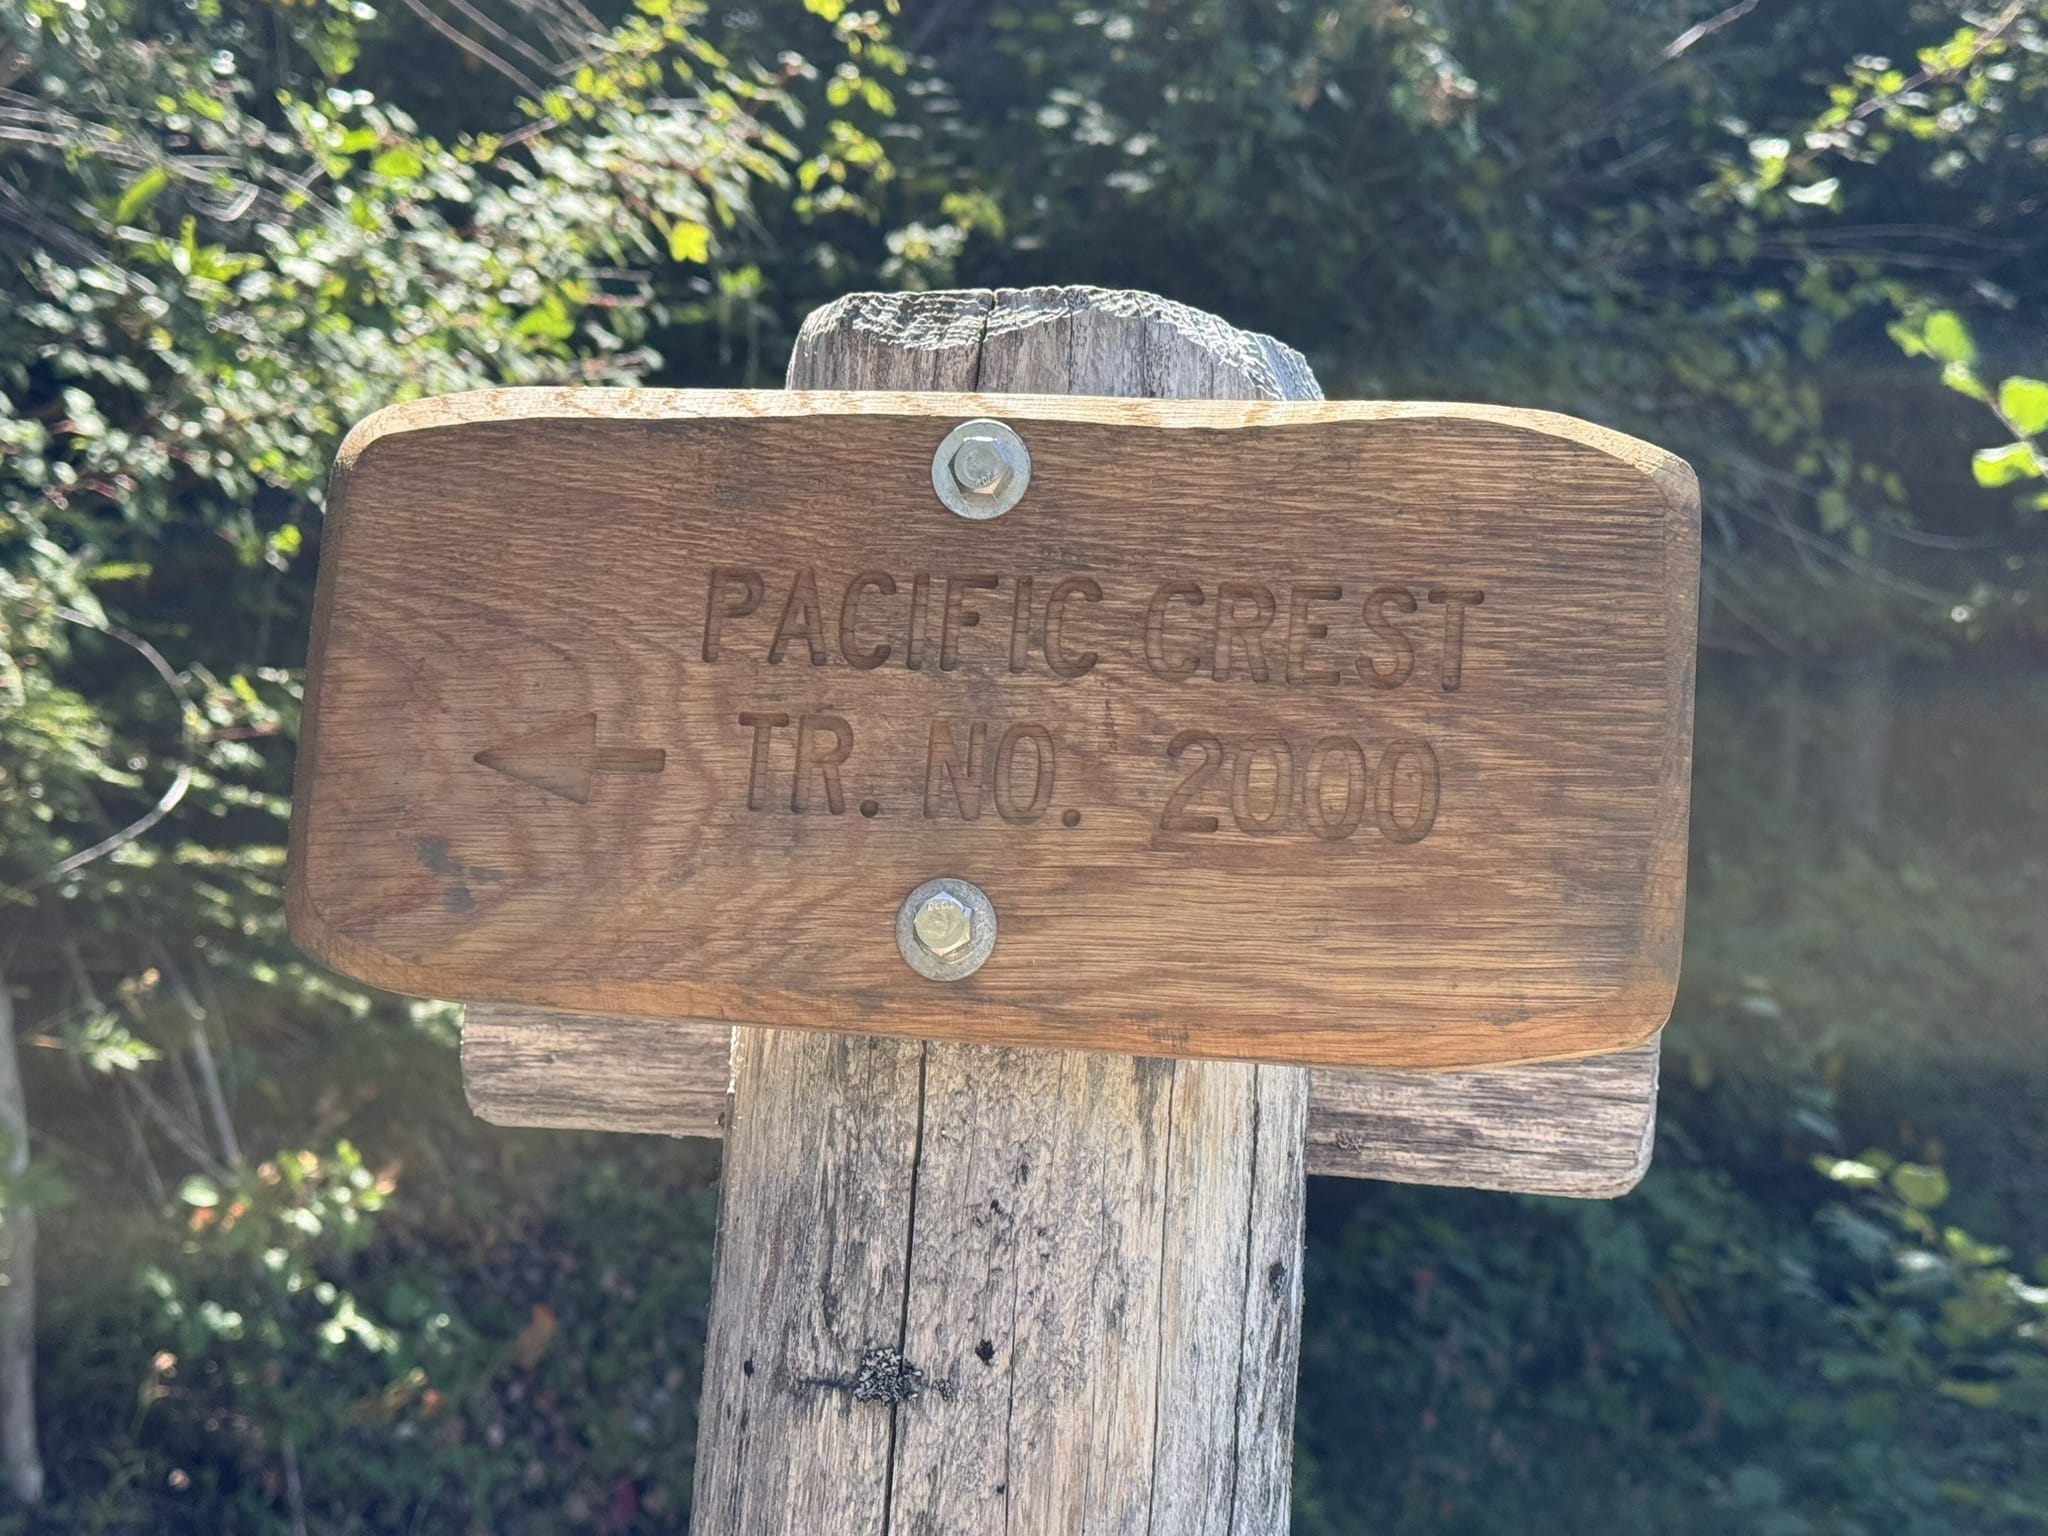 PACIFIC CREST
TR. NO. 2000